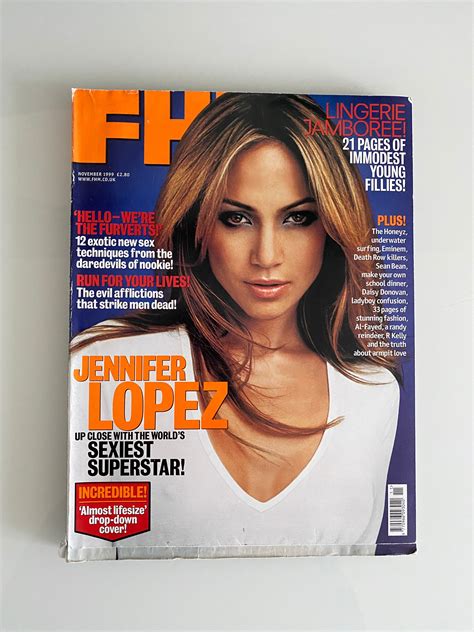 FHM
NOVEMBER 1999 £2.80
WWW.FHM.CO.UK
LINGERIE
JAMBOREE!
21 PAGES OF
IMMODEST
YOUNG
FILLIES!
'HELLO – WE'RE
THE FURVERTS!'
12 exotic new sex
techniques from the
daredevils of nookie!
RUN FOR YOUR LIVES!
The evil afflictions
that strike men dead!
PLUS!
The Honeyz,
underwater
surfing, Eminem,
Death Row killers,
Sean Bean,
make your own
school dinner,
Daisy Donovan,
ladyboy confusion,
33 pages of
stunning fashion,
Al-Fayed, a randy
reindeer, R Kelly
and the truth
about armpit love
JENNIFER
LOPEZ
UP CLOSE WITH THE WORLD'S
SEXIEST
SUPERSTAR!
INCREDIBLE!
'Almost lifesize'
drop-down
cover!